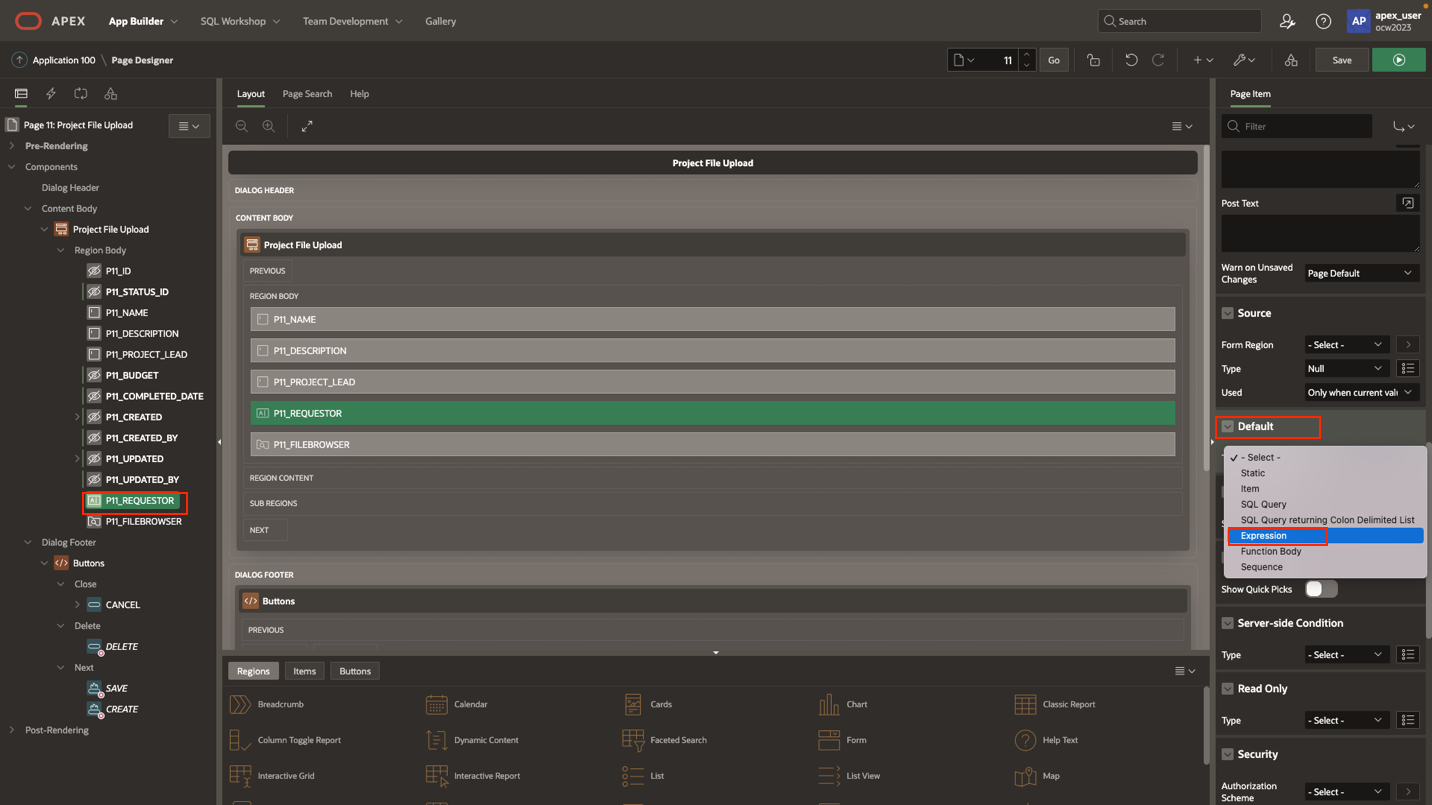 APEX
App Builder
SQL Workshop
Team Development
Gallery
Search
AP
apex_user
ocw2023
Application 100 \ Page Designer
11
Go
Save
Page 11: Project File Upload
Pre-Rendering
Components
Dialog Header
Content Body
Project File Upload
Region Body
P11_ID
P11_STATUS_ID
P11_NAME
P11_DESCRIPTION
P11_PROJECT_LEAD
P11_BUDGET
P11_COMPLETED_DATE
P11_CREATED
P11_CREATED_BY
P11_UPDATED
P11_UPDATED_BY
P11_REQUESTOR
P11_FILEBROWSER
Dialog Footer
Buttons
Close
CANCEL
Delete
DELETE
Next
SAVE
CREATE
Post-Rendering
Layout
Page Search
Help
Project File Upload
DIALOG HEADER
CONTENT BODY
Project File Upload
PREVIOUS
REGION BODY
P11_NAME
P11_DESCRIPTION
P11_PROJECT_LEAD
P11_REQUESTOR
P11_FILEBROWSER
REGION CONTENT
SUB REGIONS
NEXT
DIALOG FOOTER
Buttons
PREVIOUS
Regions
Items
Buttons
Breadcrumb
Calendar
Cards
Chart
Classic Report
Column Toggle Report
Dynamic Content
Faceted Search
Form
Help Text
Interactive Grid
Interactive Report
List
List View
Map
Page Item
Filter
Post Text
Warn on Unsaved
Changes
Page Default
Source
Form Region
- Select -
Type
Null
Used
Only when current valu
Default
- Select -
Static
Item
SQL Query
SQL Query returning Colon Delimited List
Expression
Function Body
Sequence
Show Quick Picks
Server-side Condition
Type
- Select -
Read Only
Type
- Select -
Security
Authorization
Scheme
- Select -